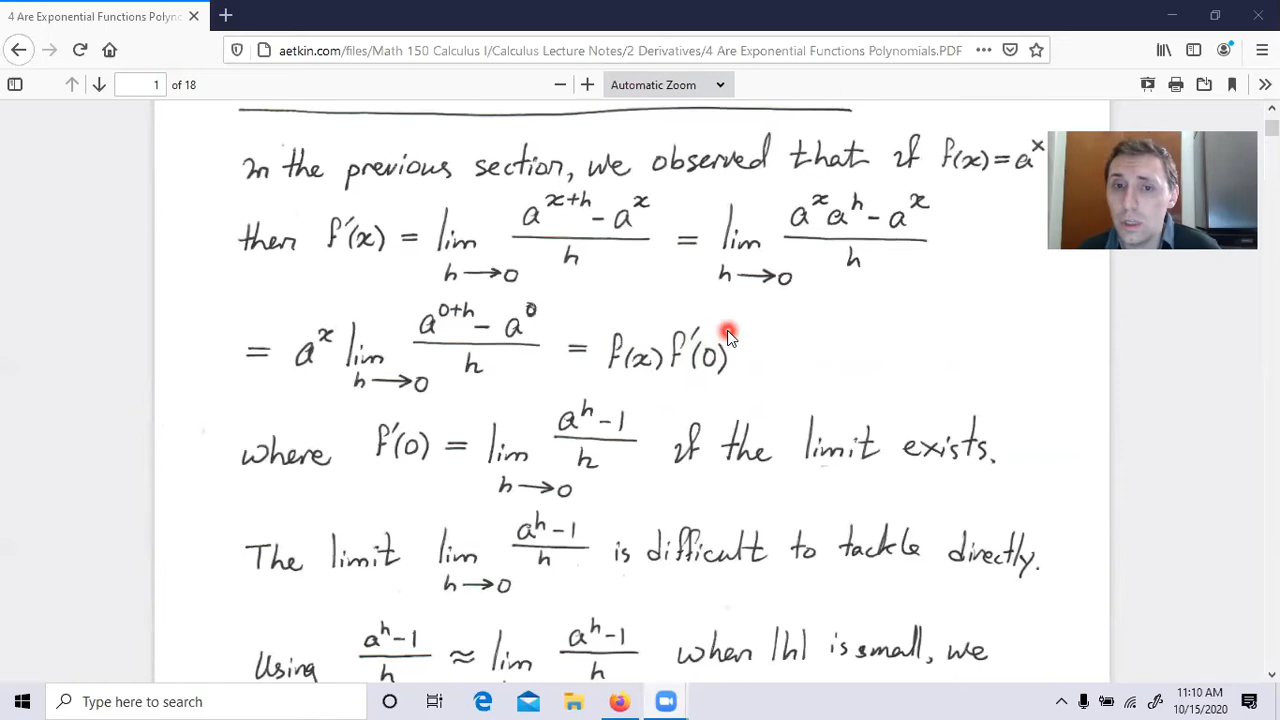 4 Are Exponential Functions Polync
aetkin.com/files/Math 150 Calculus I/Calculus Lecture Notes/2 Derivatives/4 Are Exponential Functions Polynomials.PDF
1 of 18
Automatic Zoom
In the previous section, we observed that if f(x) = a^x
then f'(x) = lim_{h→0} (a^{x+h} - a^x)/h = lim_{h→0} (a^x a^h - a^x)/h
= a^x lim_{h→0} (a^{0+h} - a^0)/h = f(x) f'(0)
where f'(0) = lim_{h→0} (a^h - 1)/h if the limit exists.
The limit lim_{h→0} (a^h - 1)/h is difficult to tackle directly.
Using (a^h - 1)/h ≈ lim (a^h - 1)/h when |h| is small, we
Type here to search
11:10 AM
10/15/2020